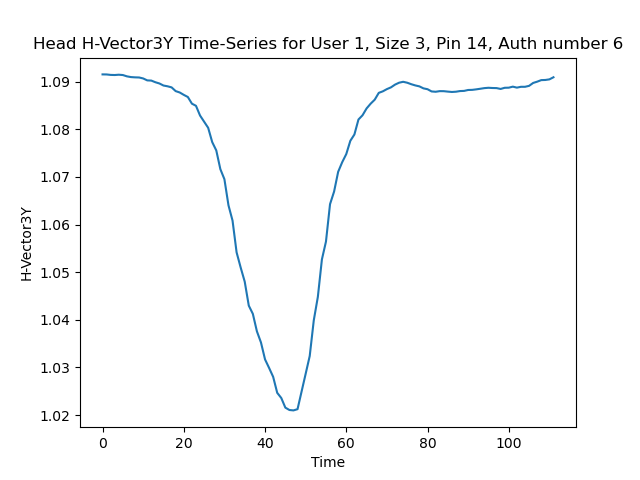 Head H-Vector3Y Time-Series for User 1, Size 3, Pin 14, Auth number 6
H-Vector3Y
1.09
1.08
1.07
1.06
1.05
1.04
1.03
1.02
0 20 40 60 80 100
Time